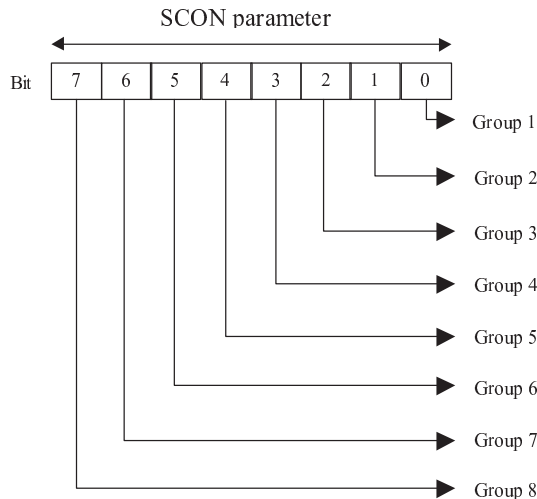 SCON parameter
Bit 7 6 5 4 3 2 1 0
Group 1
Group 2
Group 3
Group 4
Group 5
Group 6
Group 7
Group 8